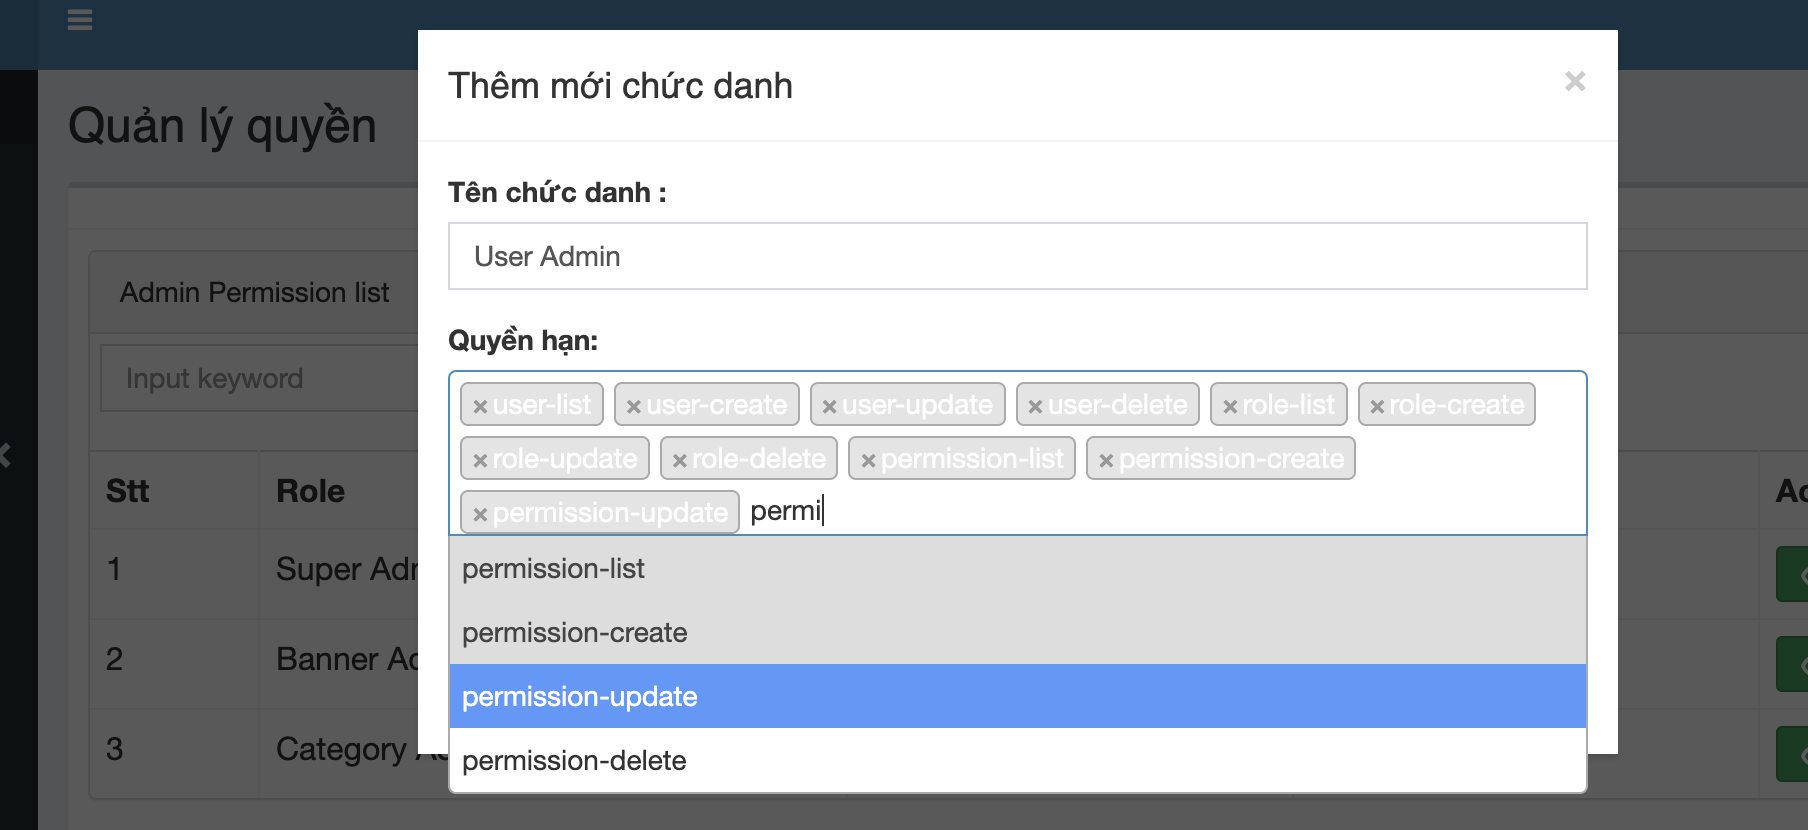 Thêm mới chức danh
×
Quản lý quyền
Tên chức danh :
User Admin
Admin Permission list
Quyền hạn:
Input keyword
×user-list ×user-create ×user-update ×user-delete ×role-list ×role-create
×role-update ×role-delete ×permission-list ×permission-create
×permission-update permi
permission-list
permission-create
permission-update
permission-delete
Stt Role
1 Super
2 Banner
3 Category